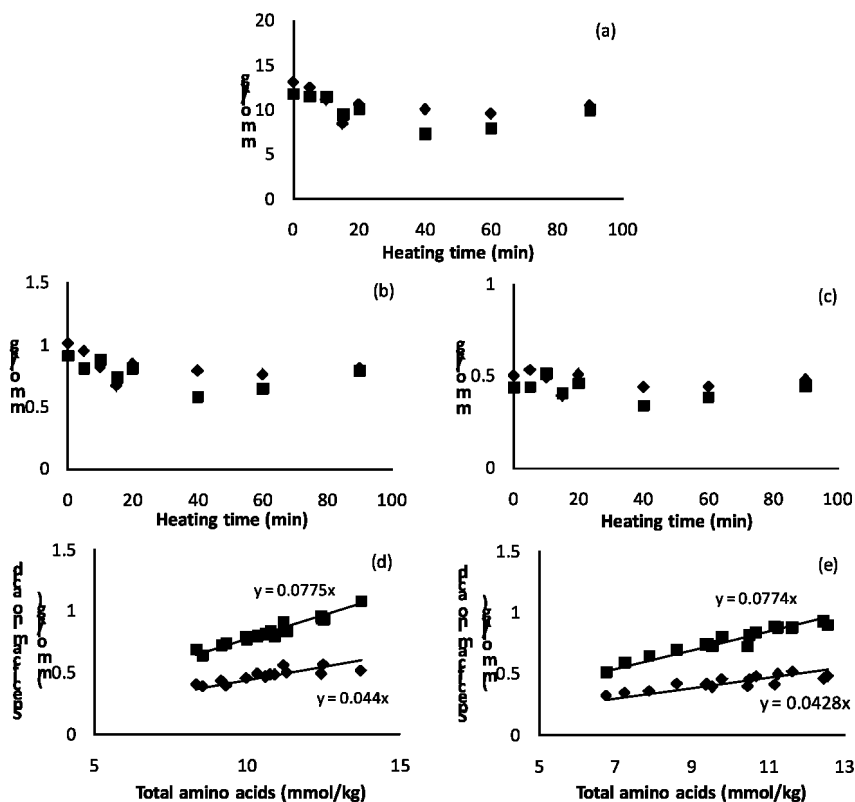 (a)
20
15
10
5
0
0 20 40 60 80 100
Heating time (min)
(b)
1.5
1
0.5
0
0 20 40 60 80 100
Heating time (min)
(c)
1
0.5
0
0 20 40 60 80 100
Heating time (min)
(d)
1.5
1
0.5
0
y = 0.0775x
y = 0.044x
5 10 15
Total amino acids (mmol/kg)
(e)
1.5
1
0.5
0
y = 0.0774x
y = 0.0428x
5 7 9 11 13
Total amino acids (mmol/kg)